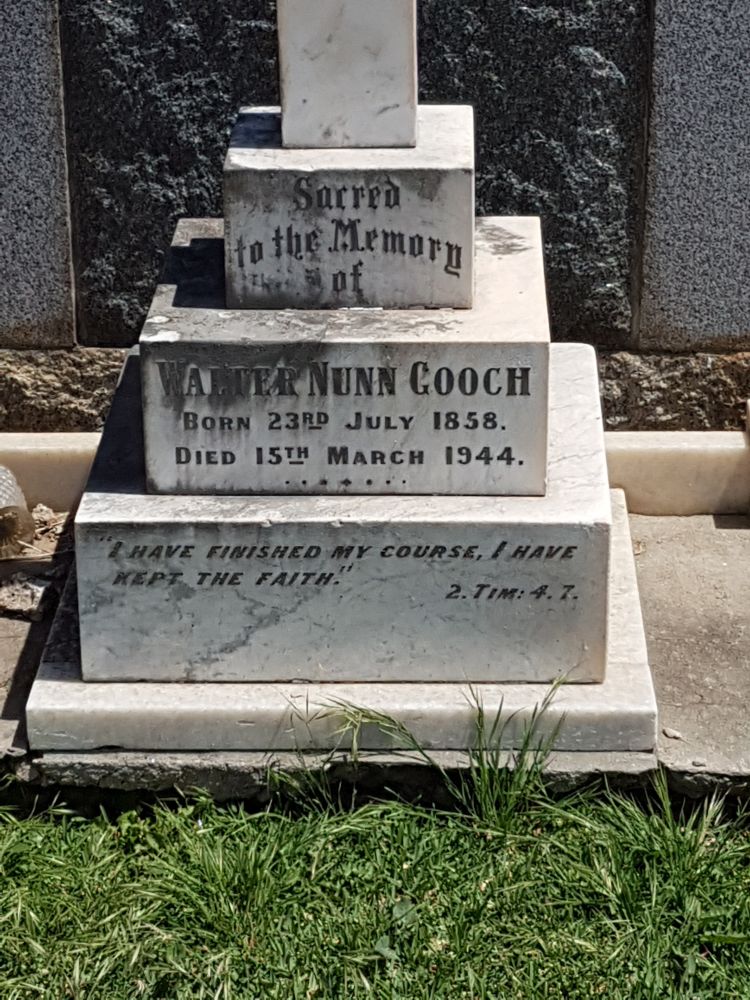 Sacred
to the Memory
of
WALTER NUNN GOOCH
BORN 23RD JULY 1858.
DIED 15TH MARCH 1944.
"I HAVE FINISHED MY COURSE, I HAVE
KEPT THE FAITH."
2. TIM: 4. 7.